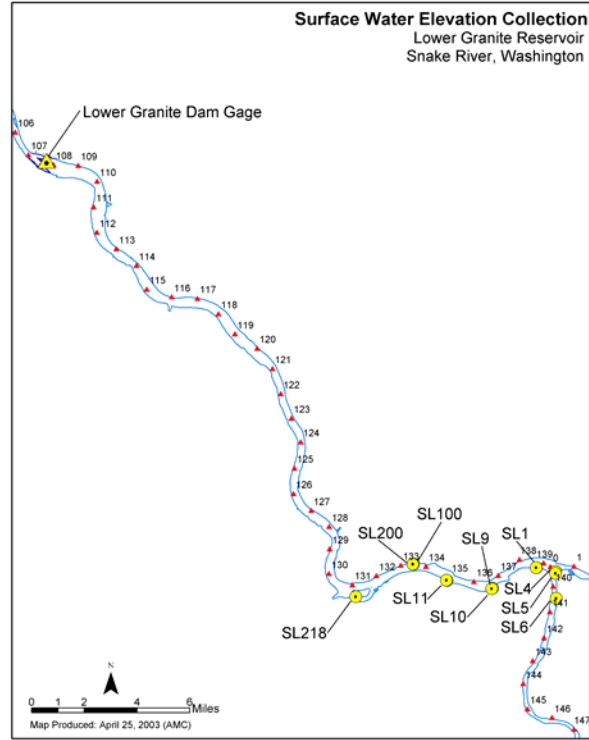 Surface Water Elevation Collection
Lower Granite Reservoir
Snake River, Washington
Lower Granite Dam Gage
106
107
108
109
110
111
112
113
114
115
116
117
118
119
120
121
122
123
124
125
126
127
128
129
130
131
132
133
134
135
136
137
138
139
0
1
140
141
142
143
144
145
146
147
SL200
SL100
SL9
SL1
SL11
SL10
SL4
SL5
SL6
SL218
N
0 1 2 4 6
Miles
Map Produced: April 25, 2003 (AMC)